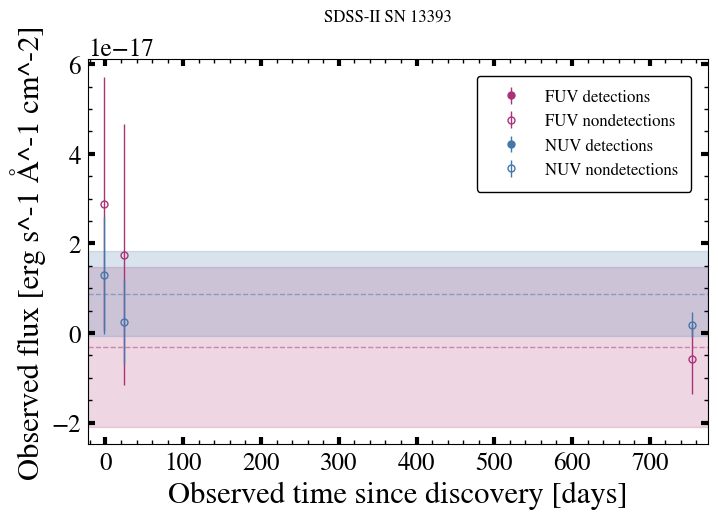 SDSS-II SN 13393
1e−17
Observed flux [erg s^-1 Å^-1 cm^-2]
6
4
2
0
−2
FUV detections
FUV nondetections
NUV detections
NUV nondetections
0 100 200 300 400 500 600 700
Observed time since discovery [days]